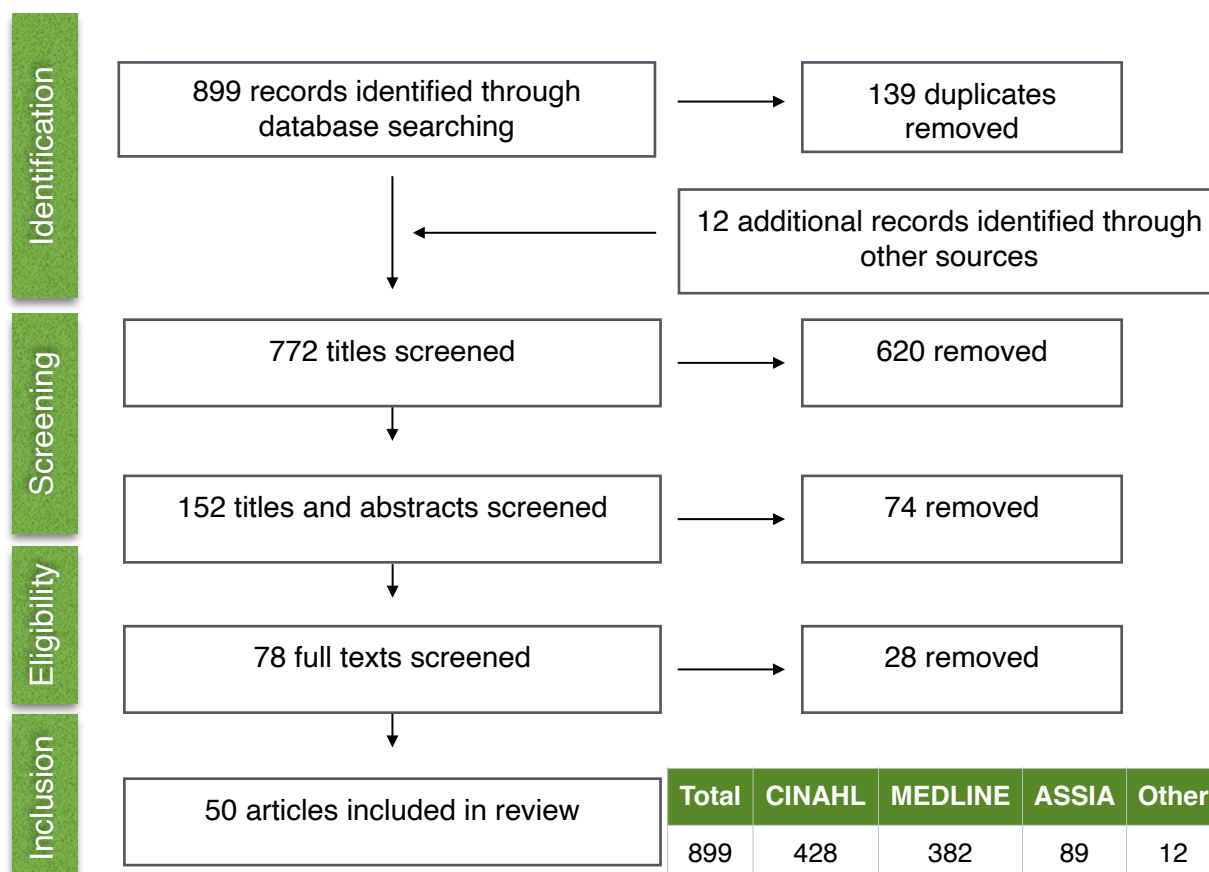 Identification
899 records identified through
database searching
139 duplicates
removed
12 additional records identified through
other sources
Screening
772 titles screened
620 removed
152 titles and abstracts screened
74 removed
Eligibility
78 full texts screened
28 removed
Inclusion
50 articles included in review
Total CINAHL MEDLINE ASSIA Other
899 428 382 89 12